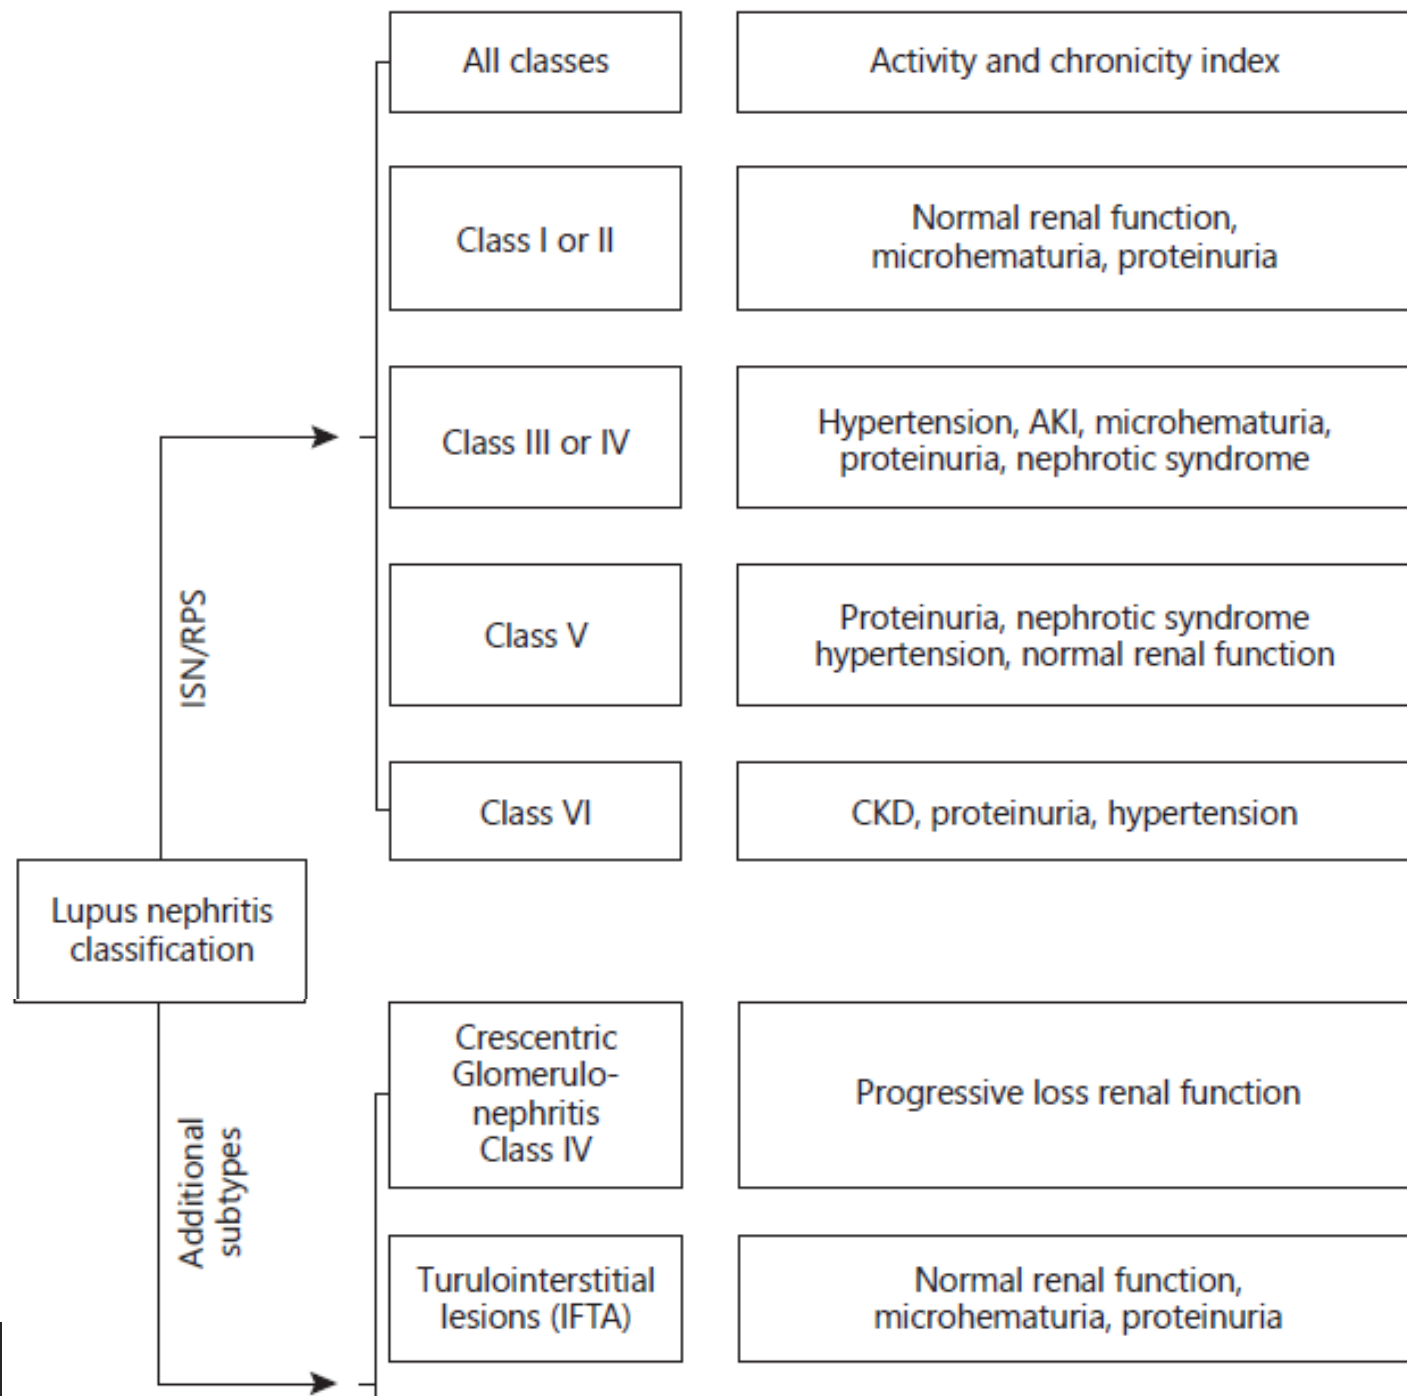 All classes
Activity and chronicity index
Class I or II
Normal renal function,
microhematuria, proteinuria
Class III or IV
Hypertension, AKI, microhematuria,
proteinuria, nephrotic syndrome
ISN/RPS
Class V
Proteinuria, nephrotic syndrome
hypertension, normal renal function
Class VI
CKD, proteinuria, hypertension
Lupus nephritis
classification
Additional
subtypes
Crescentric
Glomerulo-
nephritis
Class IV
Progressive loss renal function
Turulointerstitial
lesions (IFTA)
Normal renal function,
microhematuria, proteinuria